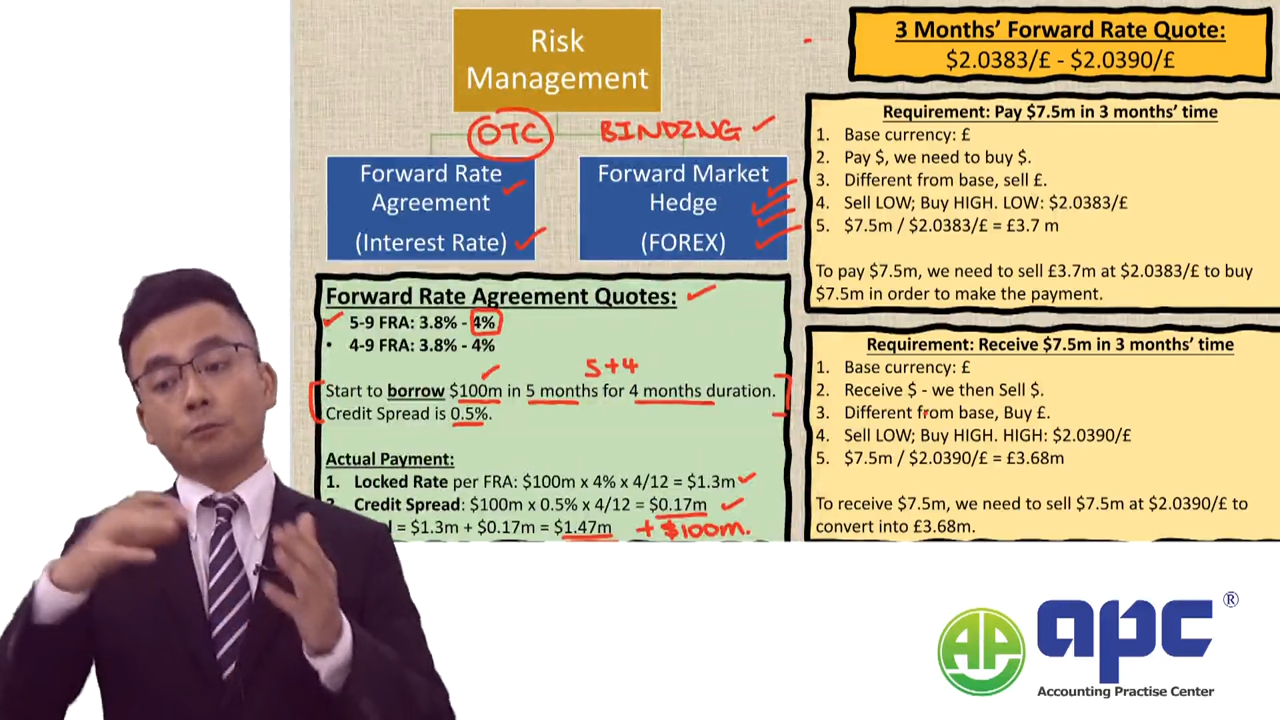 Risk
Management
OTC
BINDING
Forward Rate
Agreement
(Interest Rate)
Forward Market
Hedge
(FOREX)
Forward Rate Agreement Quotes:
5-9 FRA: 3.8% - 4%
• 4-9 FRA: 3.8% - 4%
5+4
Start to borrow $100m in 5 months for 4 months duration.
Credit Spread is 0.5%.
Actual Payment:
1. Locked Rate per FRA: $100m x 4% x 4/12 = $1.3m
Credit Spread: $100m x 0.5% x 4/12 = $0.17m
= $1.3m + $0.17m = $1.47m + $100m.
3 Months' Forward Rate Quote:
$2.0383/£ - $2.0390/£
Requirement: Pay $7.5m in 3 months' time
1. Base currency: £
2. Pay $, we need to buy $.
3. Different from base, sell £.
4. Sell LOW; Buy HIGH. LOW: $2.0383/£
5. $7.5m / $2.0383/£ = £3.7 m
To pay $7.5m, we need to sell £3.7m at $2.0383/£ to buy
$7.5m in order to make the payment.
Requirement: Receive $7.5m in 3 months' time
1. Base currency: £
2. Receive $ - we then Sell $.
3. Different from base, Buy £.
4. Sell LOW; Buy HIGH. HIGH: $2.0390/£
5. $7.5m / $2.0390/£ = £3.68m
To receive $7.5m, we need to sell $7.5m at $2.0390/£ to
convert into £3.68m.
AP
apc®
Accounting Practise Center